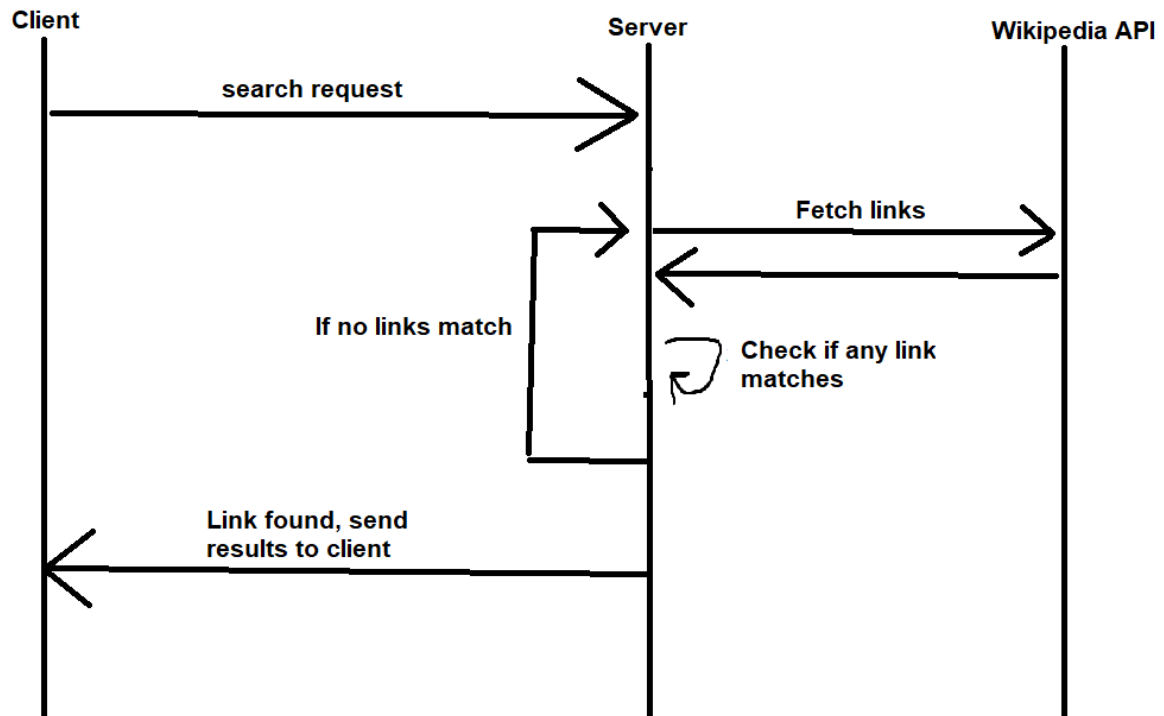 Client
Server
Wikipedia API
search request
Fetch links
If no links match
Check if any link
matches
Link found, send
results to client